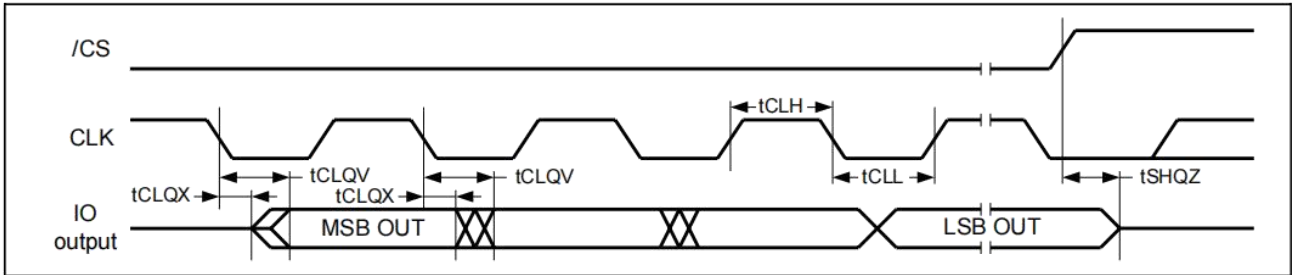 /CS
tCLH
CLK
tCLQV tCLQV tCLL tSHQZ
tCLQX tCLQX
IO
output
MSB OUT LSB OUT